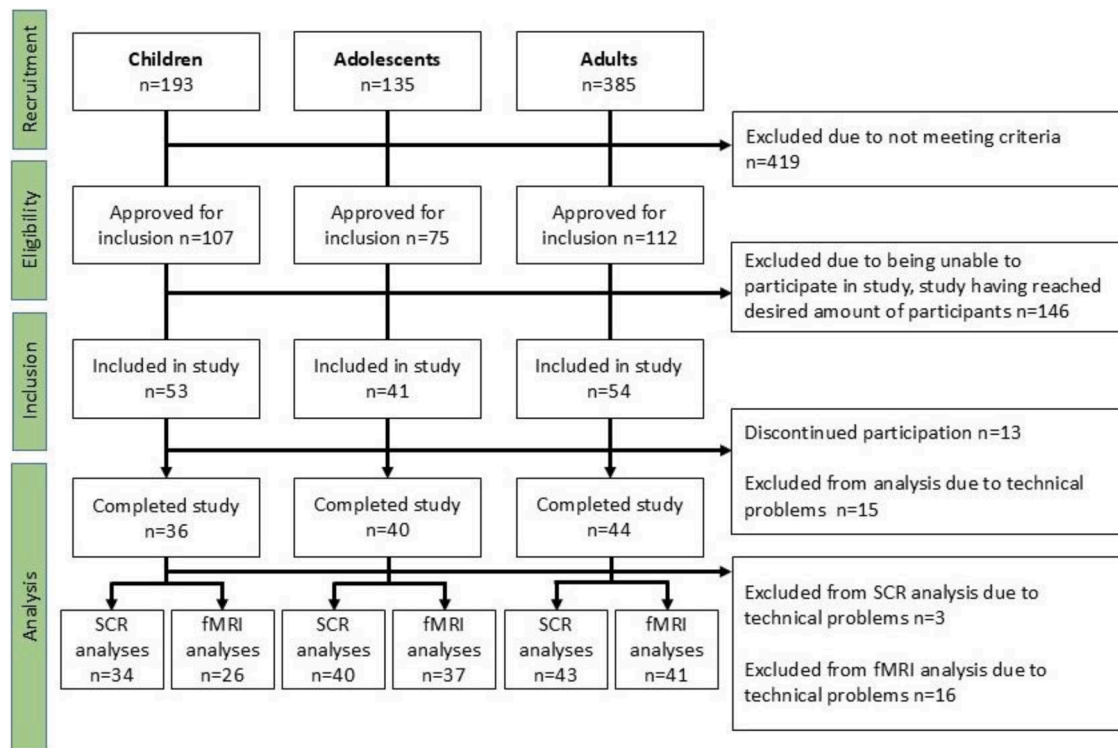 Recruitment
Children
n=193
Adolescents
n=135
Adults
n=385
Excluded due to not meeting criteria
n=419
Eligibility
Approved for
inclusion n=107
Approved for
inclusion n=75
Approved for
inclusion n=112
Excluded due to being unable to
participate in study, study having reached
desired amount of participants n=146
Inclusion
Included in study
n=53
Included in study
n=41
Included in study
n=54
Discontinued participation n=13
Excluded from analysis due to technical
problems n=15
Analysis
Completed study
n=36
Completed study
n=40
Completed study
n=44
SCR
analyses
n=34
fMRI
analyses
n=26
SCR
analyses
n=40
fMRI
analyses
n=37
SCR
analyses
n=43
fMRI
analyses
n=41
Excluded from SCR analysis due to
technical problems n=3
Excluded from fMRI analysis due to
technical problems n=16